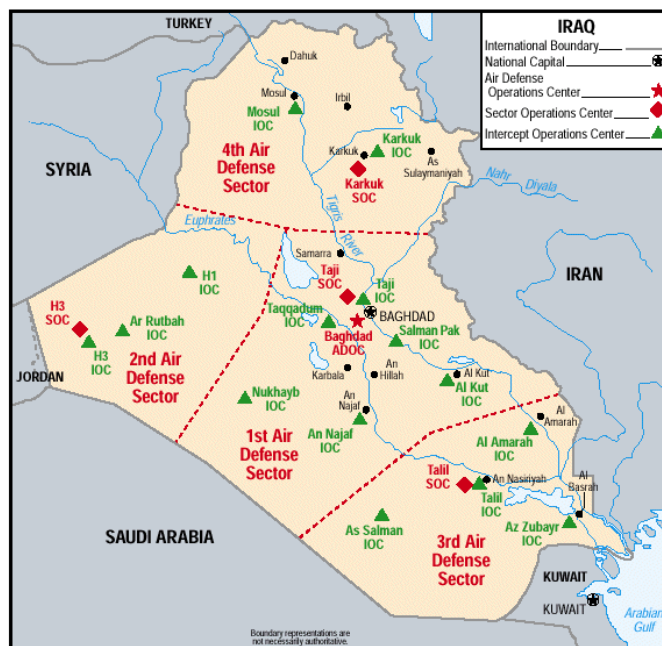 TURKEY
IRAQ
International Boundary
National Capital
Air Defense
Operations Center
Sector Operations Center
Intercept Operations Center
Dahuk
Mosul
Mosul
IOC
Irbil
SYRIA
4th Air
Defense
Sector
Karkuk
Karkuk
IOC
As
Sulaymaniyah
Karkuk
SOC
Nahr Diyala
Euphrates
Tigris
River
Samarra
IRAN
H1
IOC
Taji
SOC
Taji
IOC
H3
SOC
Ar Rutbah
IOC
Taqqadum
IOC
BAGHDAD
Baghdad
ADOC
Salman Pak
IOC
H3
IOC
2nd Air
Defense
Sector
JORDAN
Karbala
An
Hillah
Al Kut
Al Kut
IOC
Nukhayb
IOC
An
Najaf
An Najaf
IOC
1st Air
Defense
Sector
Al
Amarah
Al Amarah
IOC
Talil
SOC
An Nasiriyah
Talil
IOC
Al
Basrah
As Salman
IOC
Az Zubayr
IOC
SAUDI ARABIA
3rd Air
Defense
Sector
KUWAIT
KUWAIT
Arabian
Gulf
Boundary representations are
not necessarily authoritative.